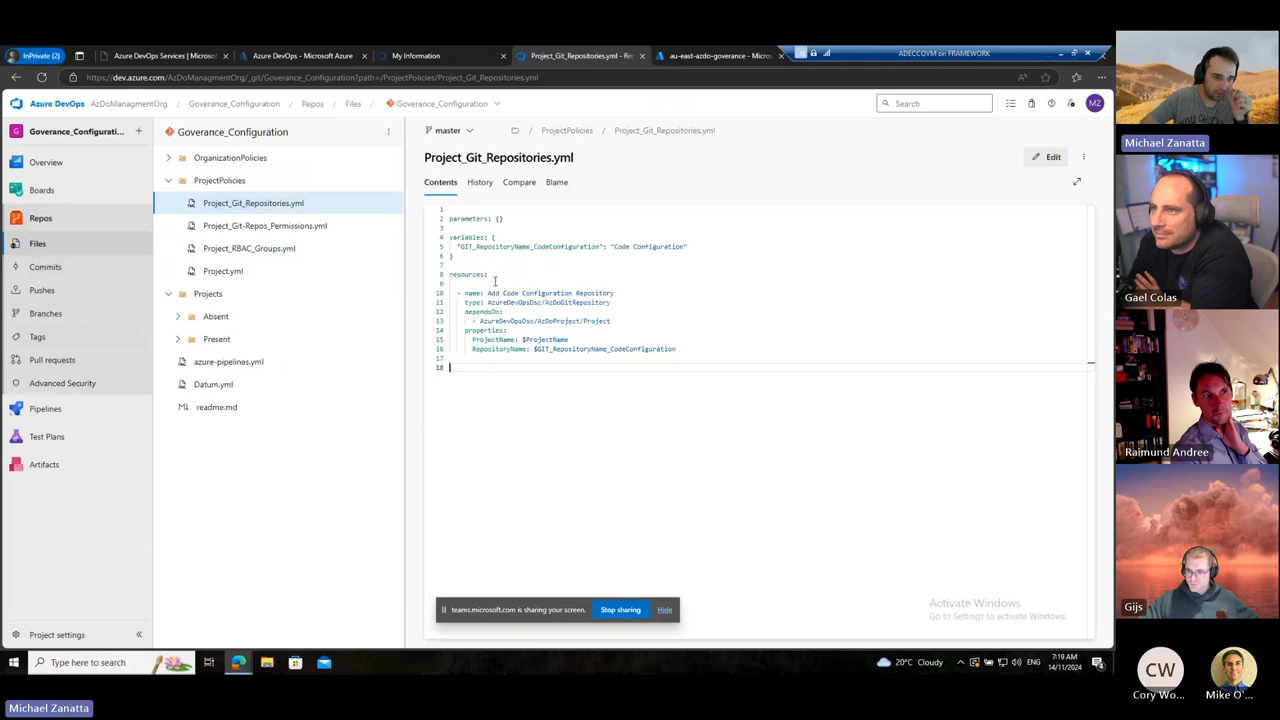 InPrivate (2)
Azure DevOps Services | Microsof
Azure DevOps - Microsoft Azure
My Information
Project_Git_Repositories.yml - Re
au-east-azdo-goverance - Micros
ADECCOVM on FRAMEWORK
https://dev.azure.com/AzDoManagmentOrg/_git/Goverance_Configuration?path=/ProjectPolicies/Project_Git_Repositories.yml
Azure DevOps
AzDoManagmentOrg / Goverance_Configuration / Repos / Files / Goverance_Configuration
Search
MZ
G
Goverance_Configurati...
Overview
Boards
Repos
Files
Commits
Pushes
Branches
Tags
Pull requests
Advanced Security
Pipelines
Test Plans
Artifacts
Project settings
Goverance_Configuration
OrganizationPolicies
ProjectPolicies
Project_Git_Repositories.yml
Project_Git-Repos_Permissions.yml
Project_RBAC_Groups.yml
Project.yml
Projects
Absent
Present
azure-pipelines.yml
Datum.yml
readme.md
master
/ ProjectPolicies / Project_Git_Repositories.yml
Project_Git_Repositories.yml
Edit
Contents
History
Compare
Blame
1
2 parameters: {}
3
4 variables: {
5 "GIT_RepositoryName_CodeConfiguration": "Code Configuration"
6 }
7
8 resources:
9
10 - name: Add Code Configuration Repository
11 type: AzureDevOpsDsc/AzDoGitRepository
12 dependsOn:
13 - AzureDevOpsDsc/AzDoProject/Project
14 properties:
15 ProjectName: $ProjectName
16 RepositoryName: $GIT_RepositoryName_CodeConfiguration
17
18
teams.microsoft.com is sharing your screen.
Stop sharing
Hide
Activate Windows
Go to Settings to activate Windows.
Type here to search
20°C Cloudy
ENG
7:19 AM
14/11/2024
Michael Zanatta
Michael Zanatta
Gael Colas
Raimund Andree
Gijs
CW
Cory Wo...
Mike O'...